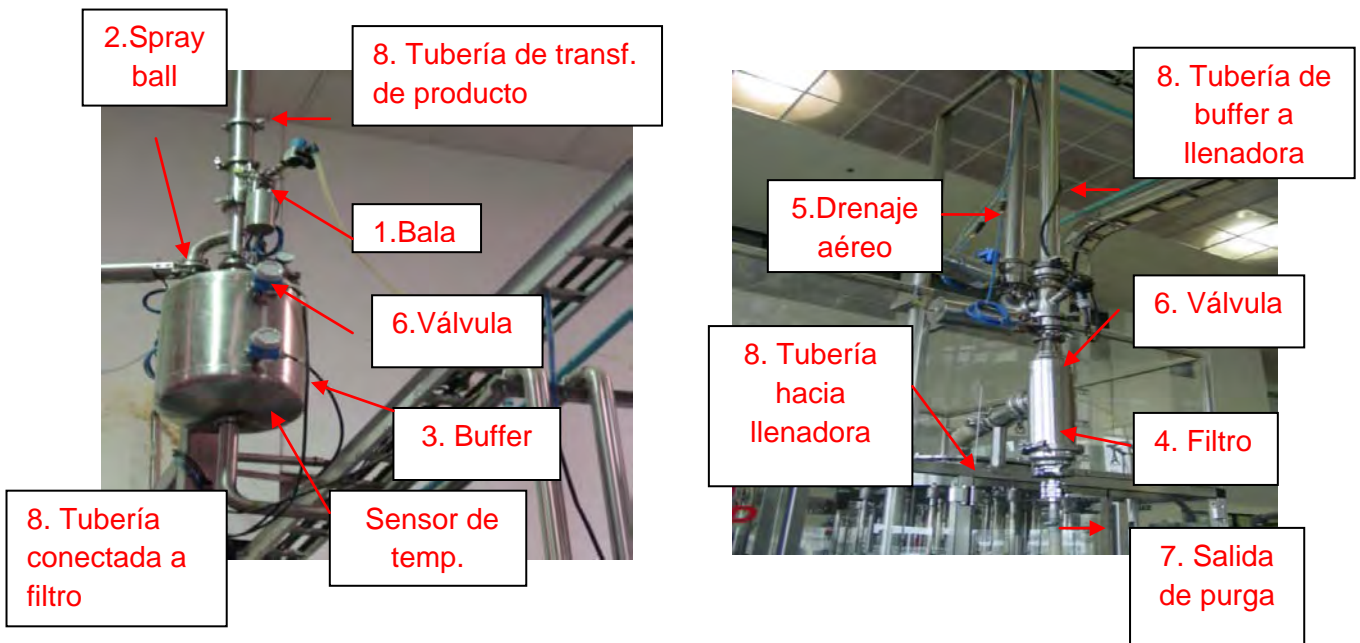 2.Spray
ball
8. Tubería de transf.
de producto
1.Bala
6.Válvula
3. Buffer
Sensor de
temp.
8. Tubería
conectada a
filtro
8. Tubería de
buffer a
llenadora
5.Drenaje
aéreo
6. Válvula
8. Tubería
hacia
llenadora
4. Filtro
7. Salida
de purga